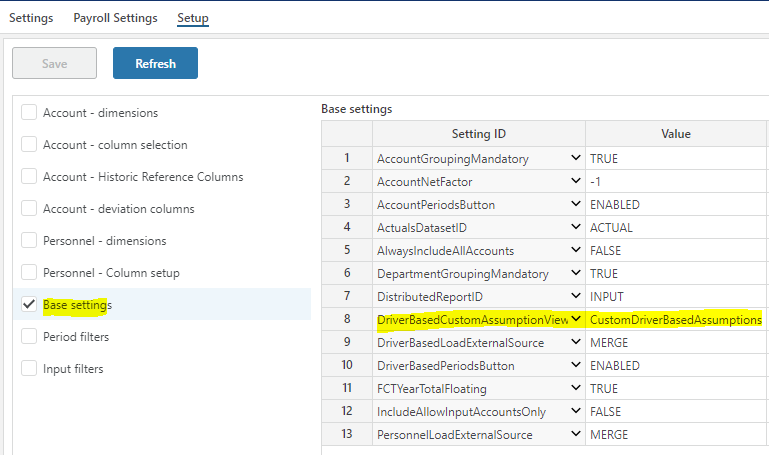 Settings Payroll Settings Setup
Save Refresh
Account - dimensions
Account - column selection
Account - Historic Reference Columns
Account - deviation columns
Personnel - dimensions
Personnel - Column setup
Base settings
Period filters
Input filters
Base settings
Setting ID Value
1 AccountGroupingMandatory TRUE
2 AccountNetFactor -1
3 AccountPeriodsButton ENABLED
4 ActualsDatasetID ACTUAL
5 AlwaysIncludeAllAccounts FALSE
6 DepartmentGroupingMandatory TRUE
7 DistributedReportID INPUT
8 DriverBasedCustomAssumptionView CustomDriverBasedAssumptions
9 DriverBasedLoadExternalSource MERGE
10 DriverBasedPeriodsButton ENABLED
11 FCTYearTotalFloating TRUE
12 IncludeAllowInputAccountsOnly FALSE
13 PersonnelLoadExternalSource MERGE